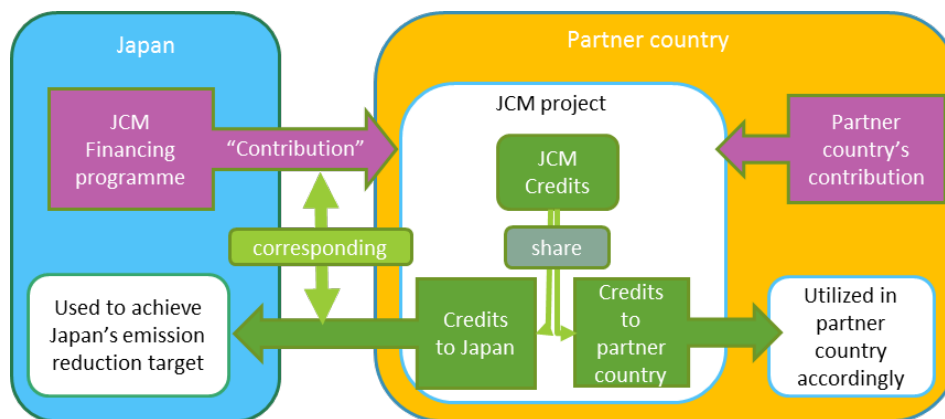 Japan
Partner country
JCM
Financing
programme
“Contribution”
JCM project
JCM
Credits
Partner
country’s
contribution
corresponding
share
Used to achieve
Japan’s emission
reduction target
Credits
to Japan
Credits
to
partner
country
Utilized in
partner
country
accordingly